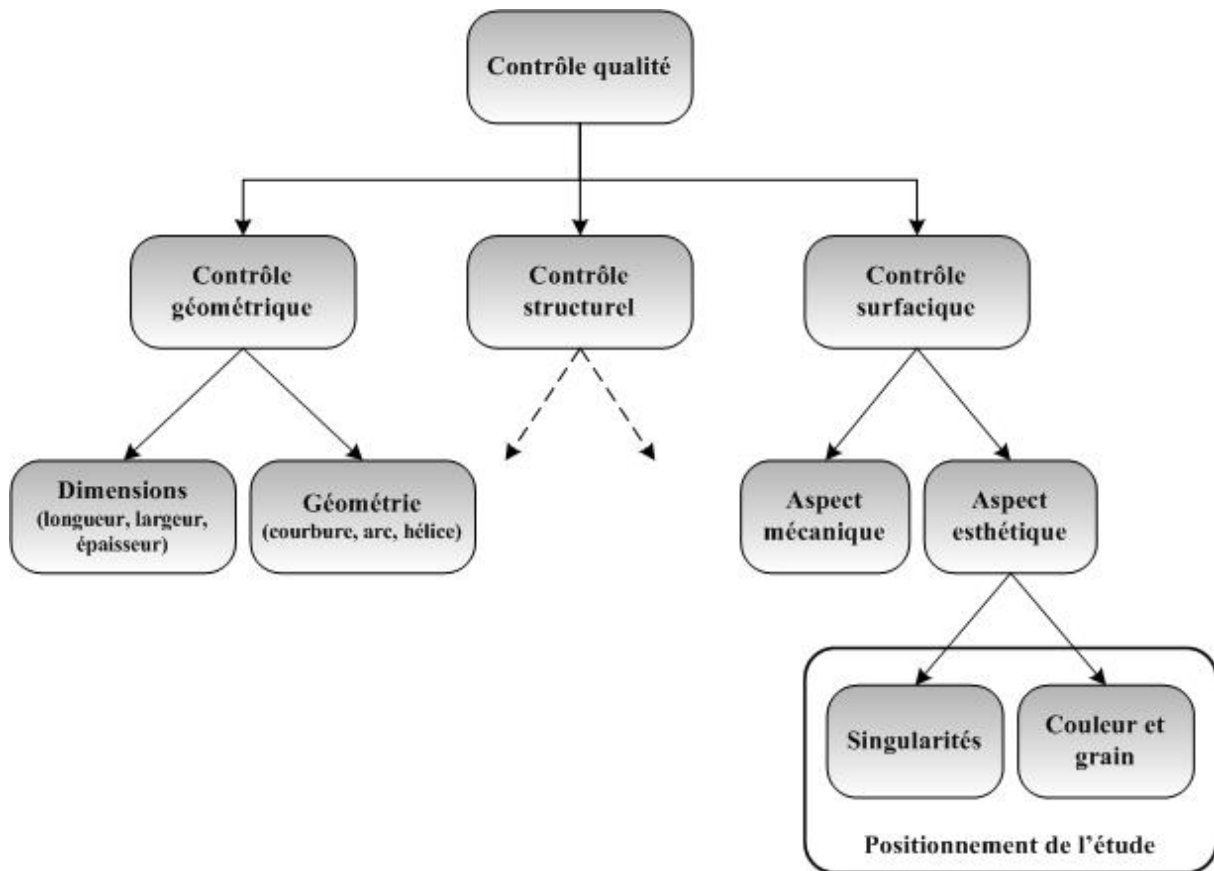 Contrôle qualité
Contrôle
géométrique
Contrôle
structurel
Contrôle
surfacique
Dimensions
(longueur, largeur,
épaisseur)
Géométrie
(courbure, arc, hélice)
Aspect
mécanique
Aspect
esthétique
Singularités
Couleur et
grain
Positionnement de l'étude